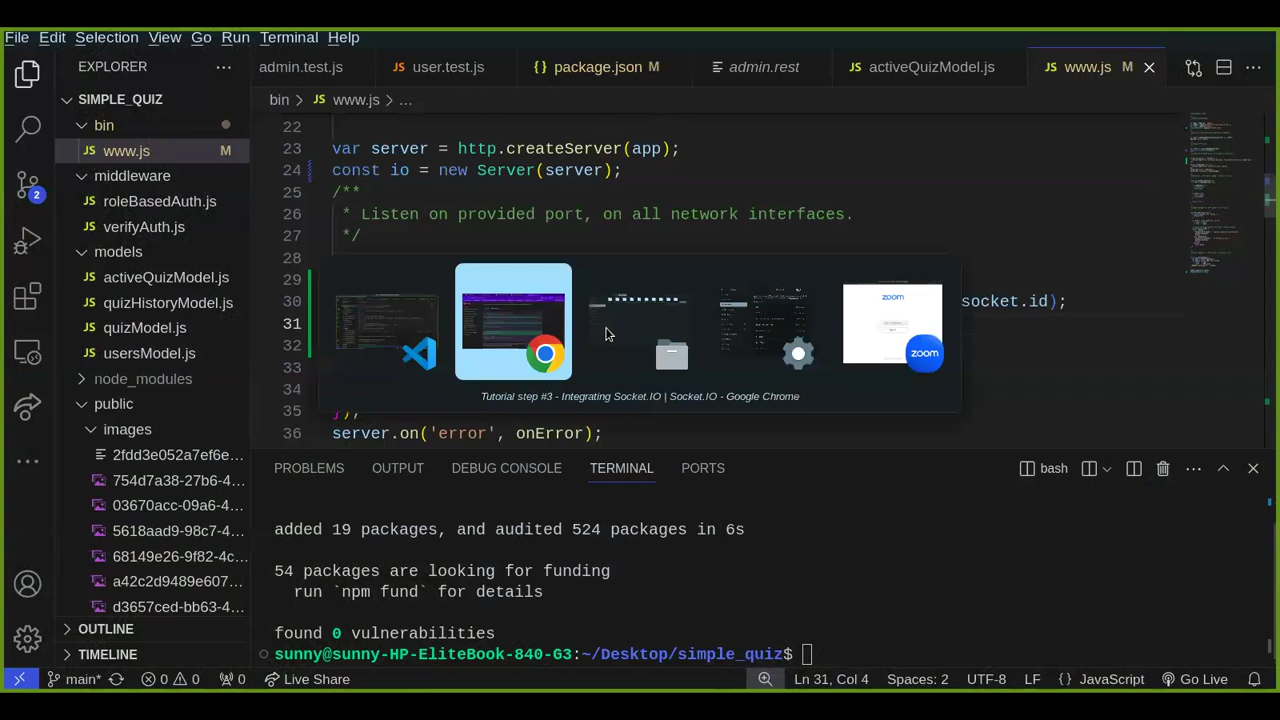 File Edit Selection View Go Run Terminal Help
EXPLORER
admin.test.js
user.test.js
package.json M
admin.rest
activeQuizModel.js
www.js M
SIMPLE_QUIZ
bin
www.js M
middleware
roleBasedAuth.js
verifyAuth.js
models
activeQuizModel.js
quizHistoryModel.js
quizModel.js
usersModel.js
node_modules
public
images
2fdd3e052a7ef6e...
754d7a38-27b6-4...
03670acc-09a6-4...
5618aad9-98c7-4...
68149e26-9f82-4c...
a42c2d9489e607...
d3657ced-bb63-4...
OUTLINE
TIMELINE
2
bin > JS www.js > ...
22
23 var server = http.createServer(app);
24 const io = new Server(server);
25 /**
26 * Listen on provided port, on all network interfaces.
27 */
28
29
30 socket.id);
31
32
33
34
35 });
36 server.on('error', onError);
zoom
zoom
Tutorial step #3 - Integrating Socket.IO | Socket.IO - Google Chrome
PROBLEMS OUTPUT DEBUG CONSOLE TERMINAL PORTS
bash
added 19 packages, and audited 524 packages in 6s
54 packages are looking for funding
run `npm fund` for details
found 0 vulnerabilities
sunny@sunny-HP-EliteBook-840-G3:~/Desktop/simple_quiz$
main* 0 0 0 Live Share
Ln 31, Col 4 Spaces: 2 UTF-8 LF {} JavaScript Go Live